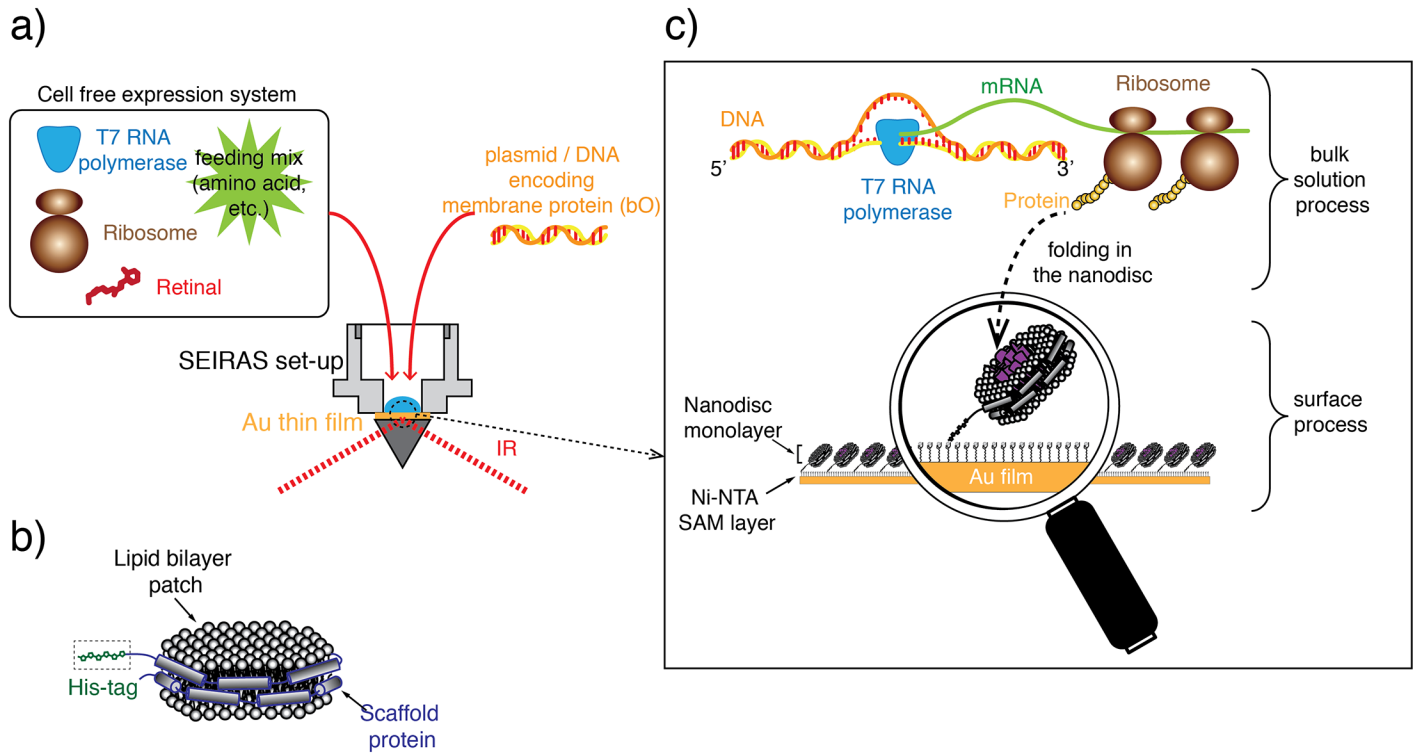 a)
Cell free expression system
T7 RNA
polymerase
feeding mix
(amino acid,
etc.)
Ribosome
Retinal
plasmid / DNA
encoding
membrane protein (bO)
SEIRAS set-up
Au thin film
IR
b)
Lipid bilayer
patch
His-tag
Scaffold
protein
c)
DNA
5’
3’
T7 RNA
polymerase
mRNA
Ribosome
Protein
bulk
solution
process
folding in
the nanodisc
Nanodisc
monolayer
Au film
Ni-NTA
SAM layer
surface
process